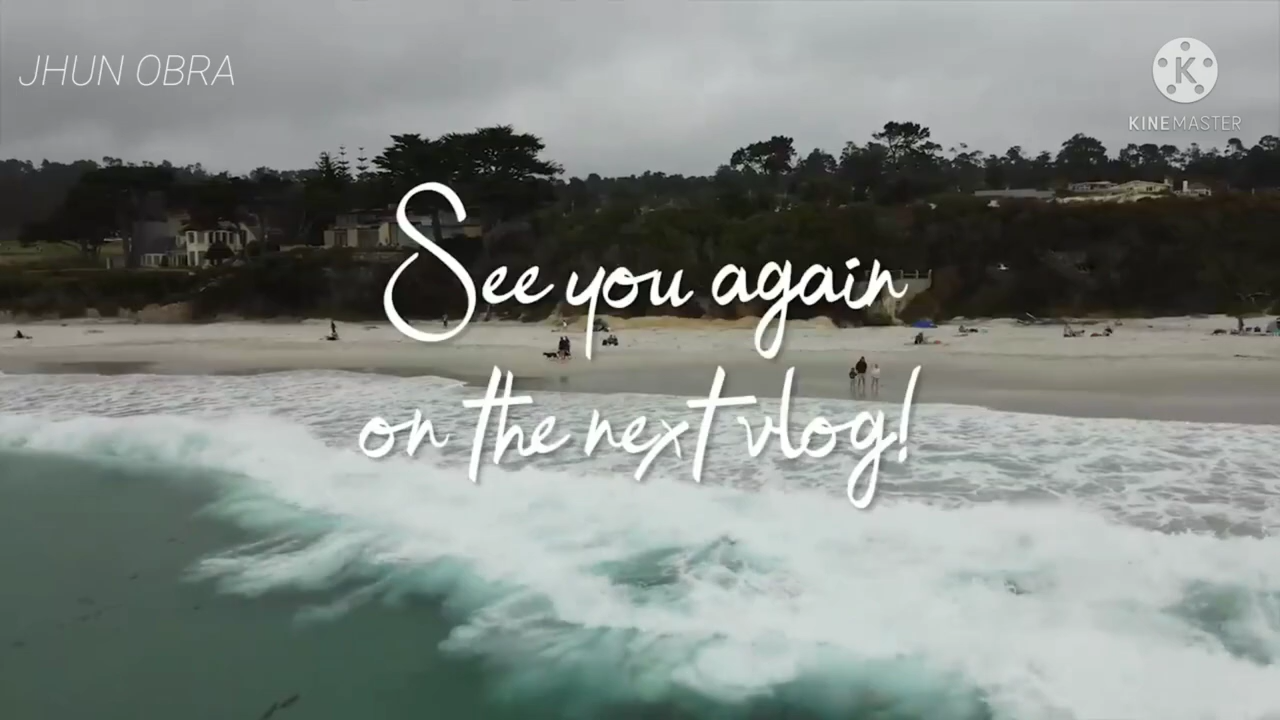 JHUN OBRA
K
KINEMASTER
See you again
on the next vlog!